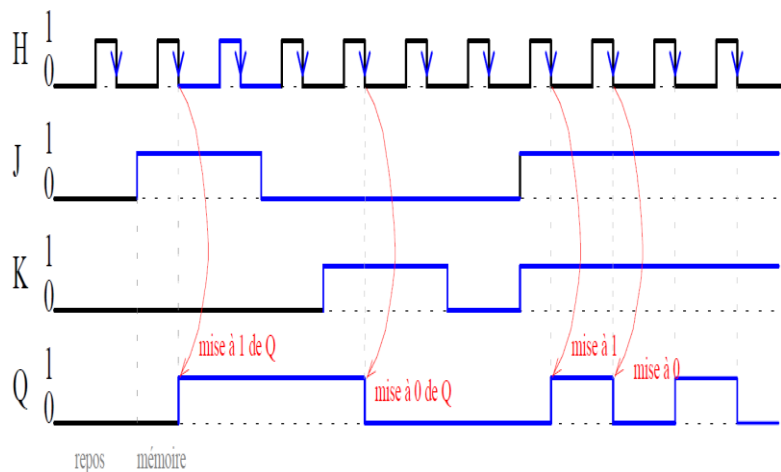 H 1
0
J 1
0
K 1
0
mise à 1 de Q
mise à 0 de Q
mise à 1
mise à 0
Q 1
0
repos mémoire